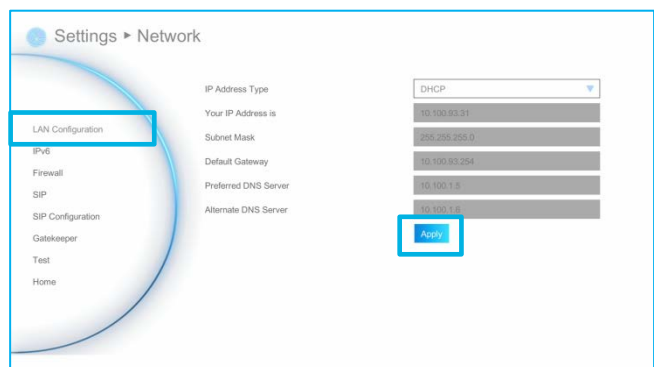 Settings ▸ Network
IP Address Type DHCP
Your IP Address is 10.100.93.31
LAN Configuration
Subnet Mask 255.255.255.0
IPv6
Default Gateway 10.100.93.254
Firewall
Preferred DNS Server 10.100.1.5
SIP
Alternate DNS Server 10.100.1.6
SIP Configuration
Apply
Gatekeeper
Test
Home